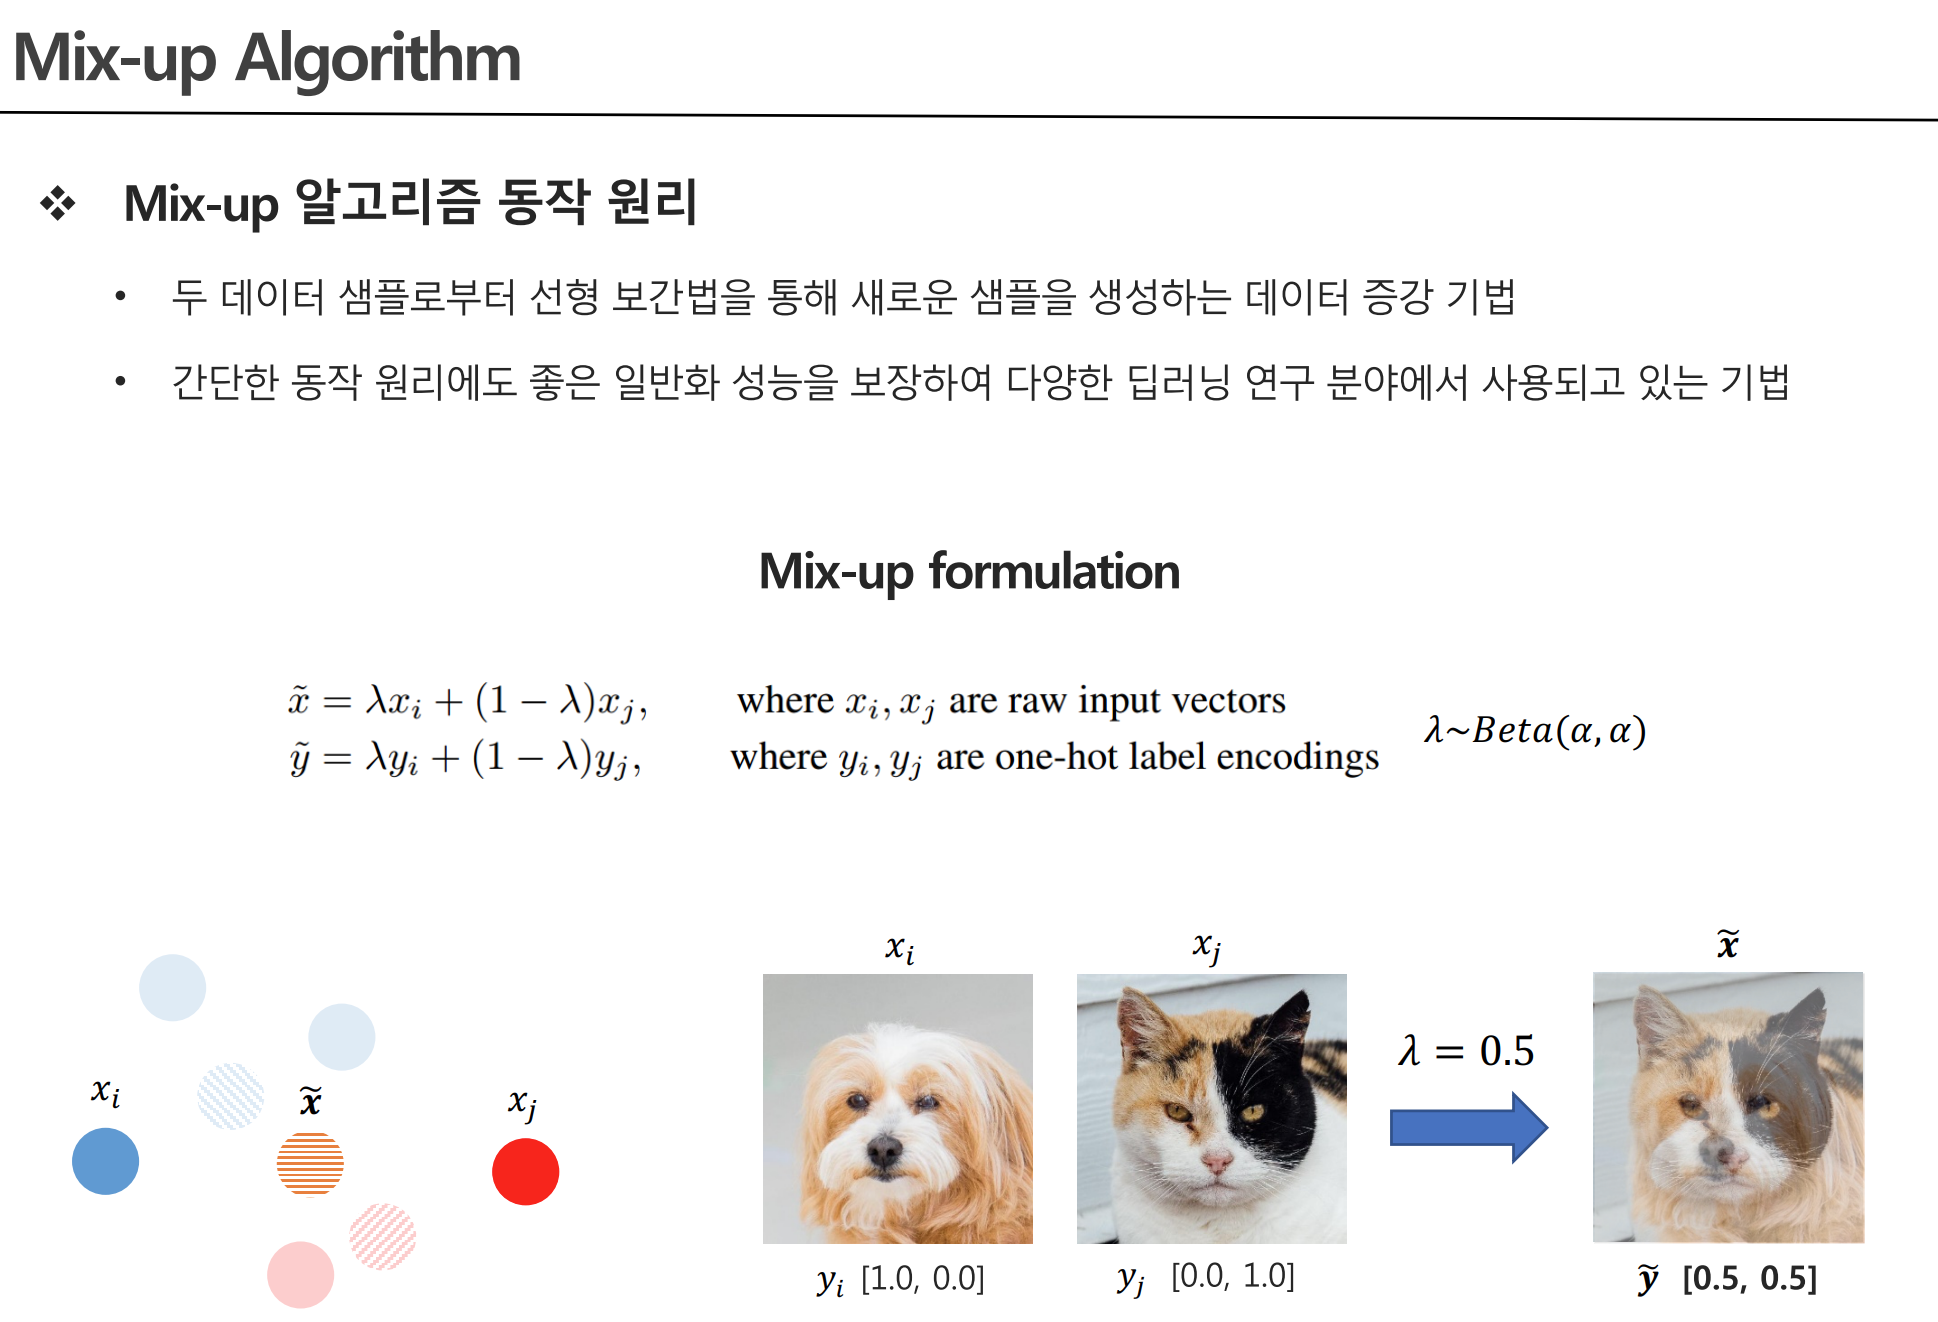 Mix-up Algorithm
❖ Mix-up 알고리즘 동작 원리
• 두 데이터 샘플로부터 선형 보간법을 통해 새로운 샘플을 생성하는 데이터 증강 기법
• 간단한 동작 원리에도 좋은 일반화 성능을 보장하여 다양한 딥러닝 연구 분야에서 사용되고 있는 기법
Mix-up formulation
x̃ = λxᵢ + (1 − λ)xⱼ, where xᵢ, xⱼ are raw input vectors
ỹ = λyᵢ + (1 − λ)yⱼ, where yᵢ, yⱼ are one-hot label encodings
λ~Beta(α, α)
xᵢ
x̃
xⱼ
xᵢ
xⱼ
x̃
λ = 0.5
yᵢ [1.0, 0.0]
yⱼ [0.0, 1.0]
ỹ [0.5, 0.5]